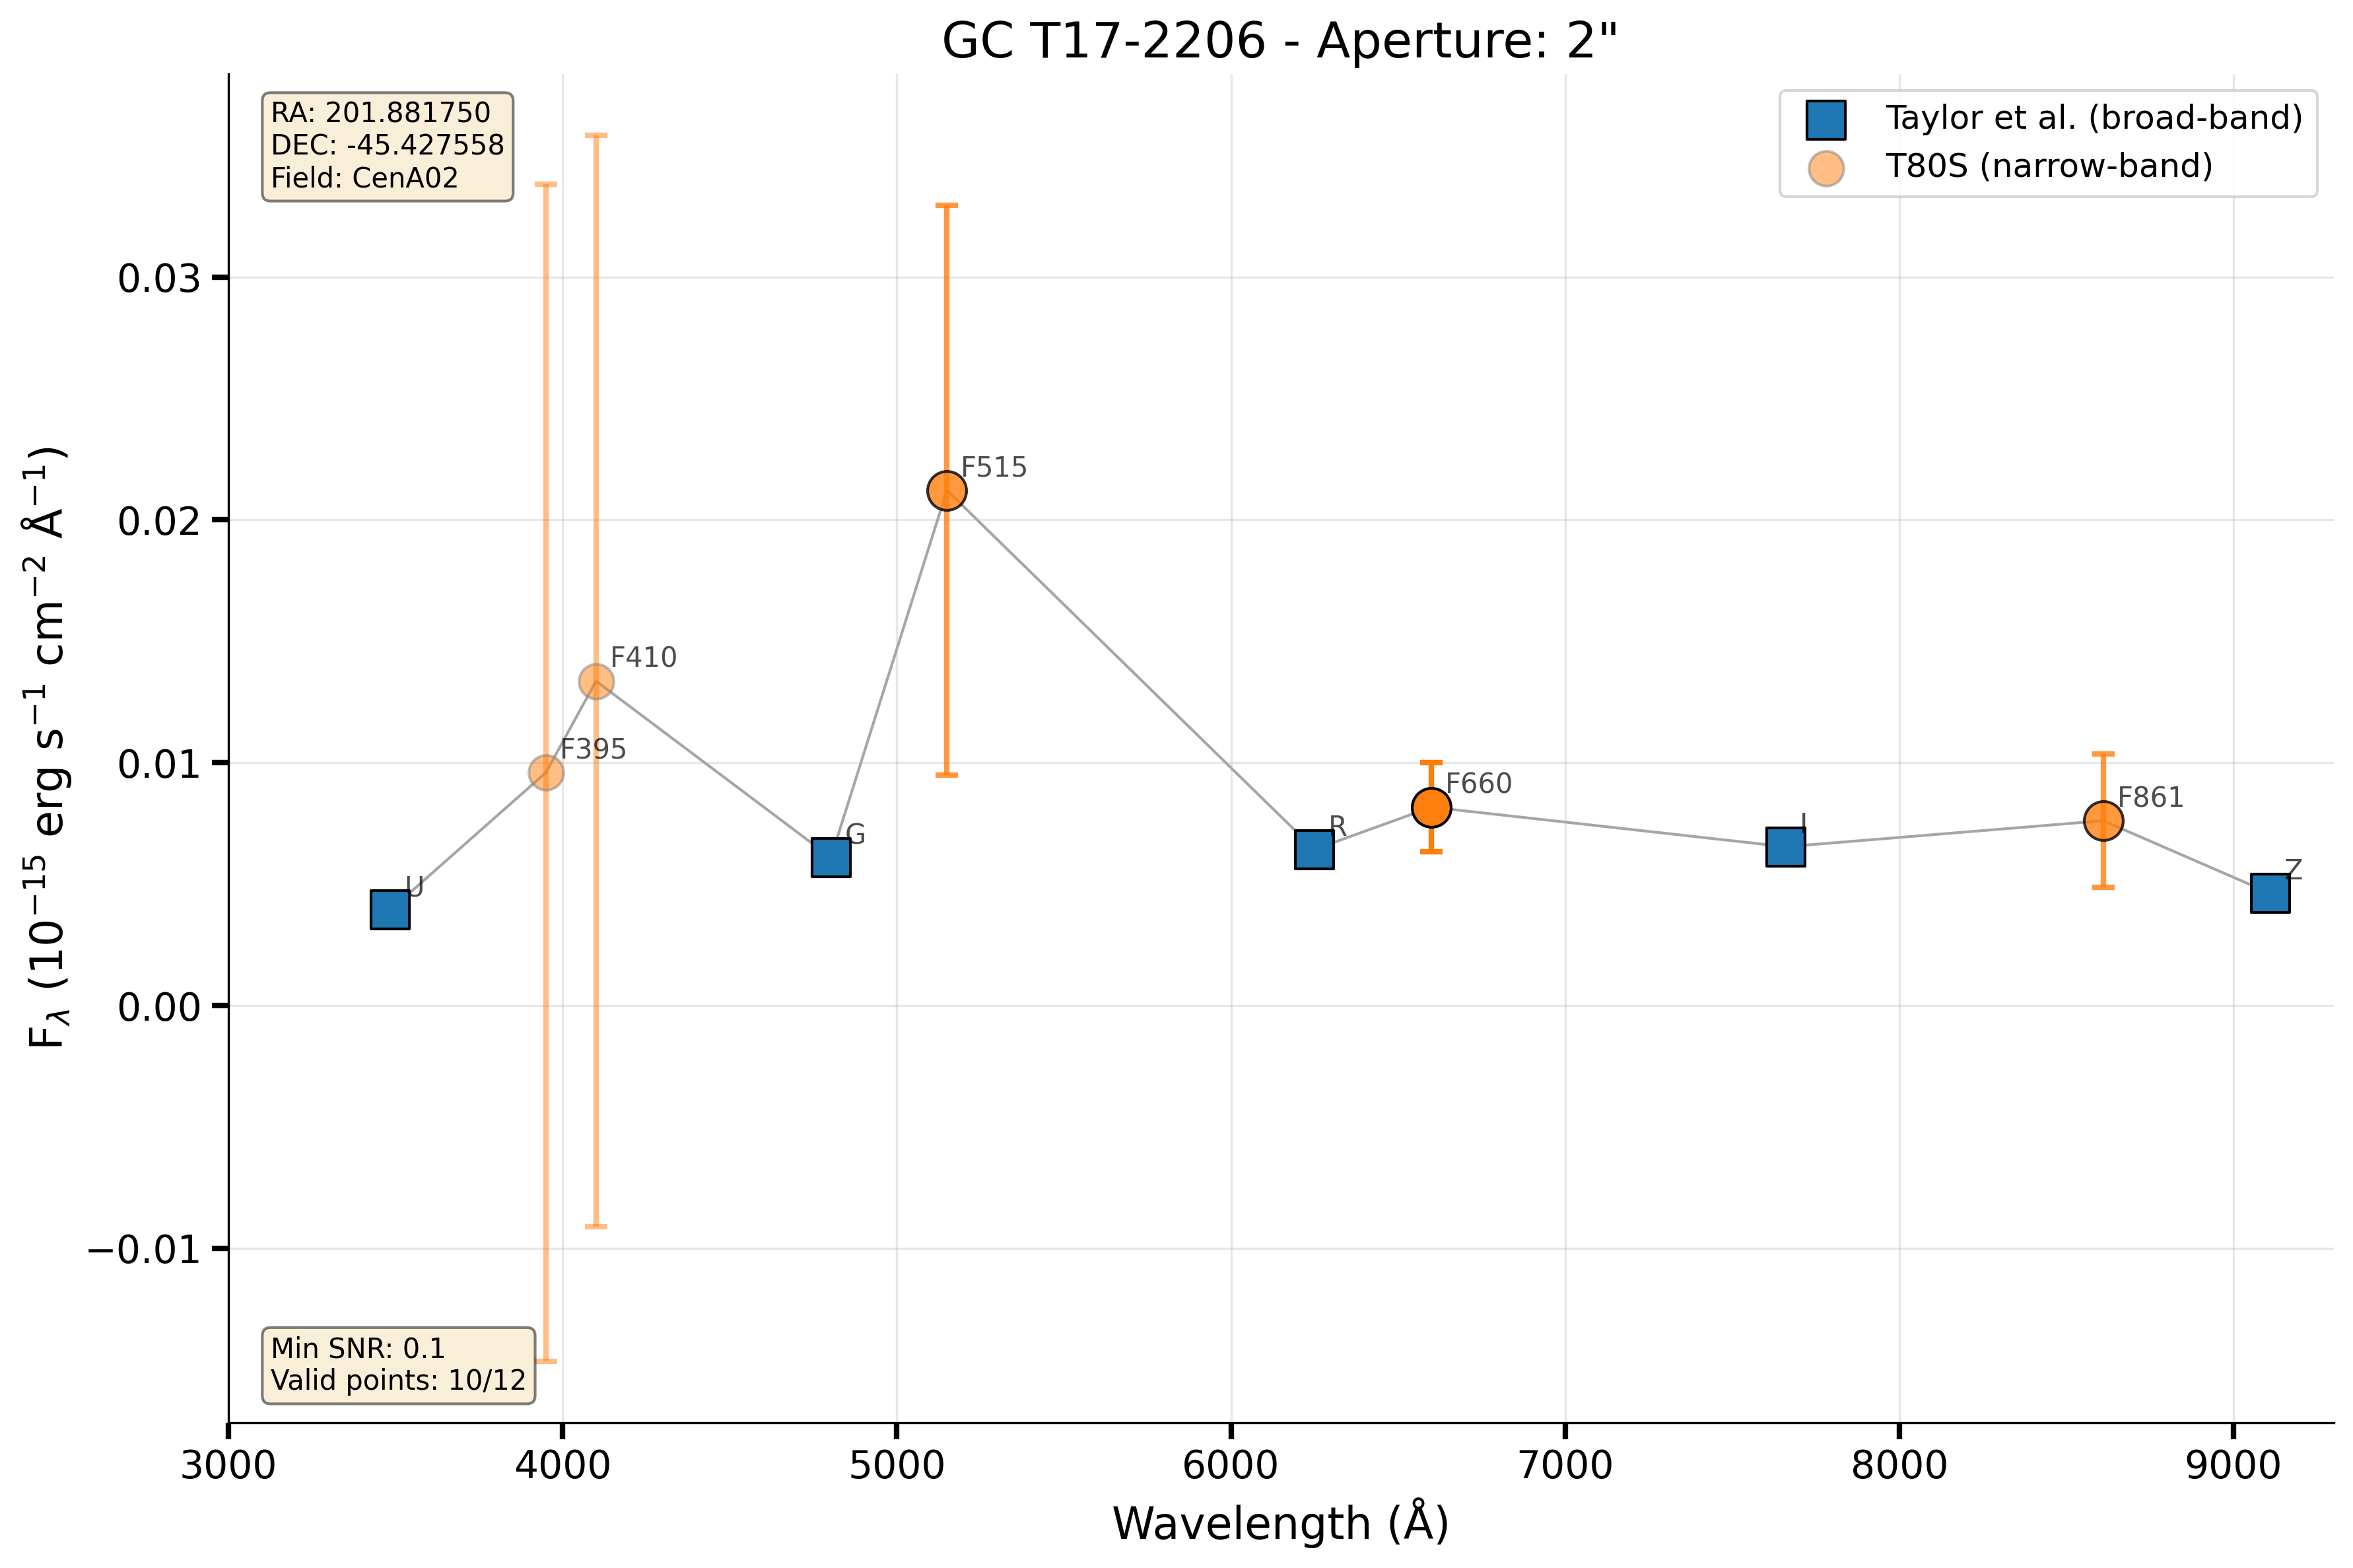 GC T17-2206 - Aperture: 2"
RA: 201.881750
DEC: -45.427558
Field: CenA02
Taylor et al. (broad-band)
T80S (narrow-band)
F_λ (10⁻¹⁵ erg s⁻¹ cm⁻² Å⁻¹)
0.03
0.02
0.01
0.00
−0.01
U
F395
F410
G
F515
R
F660
I
F861
Z
Min SNR: 0.1
Valid points: 10/12
3000 4000 5000 6000 7000 8000 9000
Wavelength (Å)